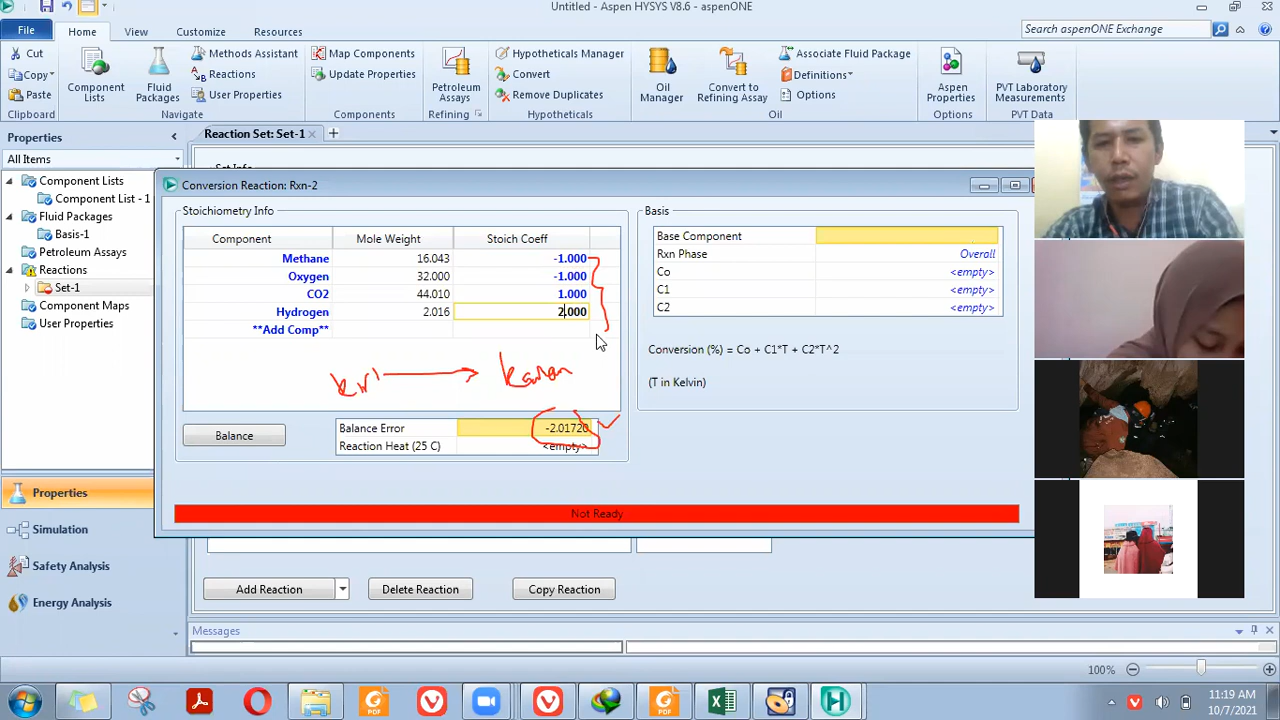 Untitled - Aspen HYSYS V8.6 - aspenONE
File
Home
View
Customize
Resources
Search aspenONE Exchange
Cut
Copy
Paste
Clipboard
Component Lists
Fluid Packages
Methods Assistant
Reactions
User Properties
Navigate
Map Components
Update Properties
Components
Petroleum Assays
Refining
Hypotheticals Manager
Convert
Remove Duplicates
Hypotheticals
Oil Manager
Convert to Refining Assay
Associate Fluid Package
Definitions
Options
Oil
Aspen Properties
Options
PVT Laboratory Measurements
PVT Data
Properties
All Items
Component Lists
Component List - 1
Fluid Packages
Basis-1
Petroleum Assays
Reactions
Set-1
Component Maps
User Properties
Properties
Simulation
Safety Analysis
Energy Analysis
Reaction Set: Set-1
+
Set Info
Conversion Reaction: Rxn-2
Stoichiometry Info
Component Mole Weight Stoich Coeff
Methane 16.043 -1.000
Oxygen 32.000 -1.000
CO2 44.010 1.000
Hydrogen 2.016 2.000
**Add Comp**
kiri kanan
Balance
Balance Error -2.01720
Reaction Heat (25 C) <empty>
Basis
Base Component
Rxn Phase Overall
Co <empty>
C1 <empty>
C2 <empty>
Conversion (%) = Co + C1*T + C2*T^2
(T in Kelvin)
Not Ready
Add Reaction
Delete Reaction
Copy Reaction
Messages
100%
11:19 AM
10/7/2021